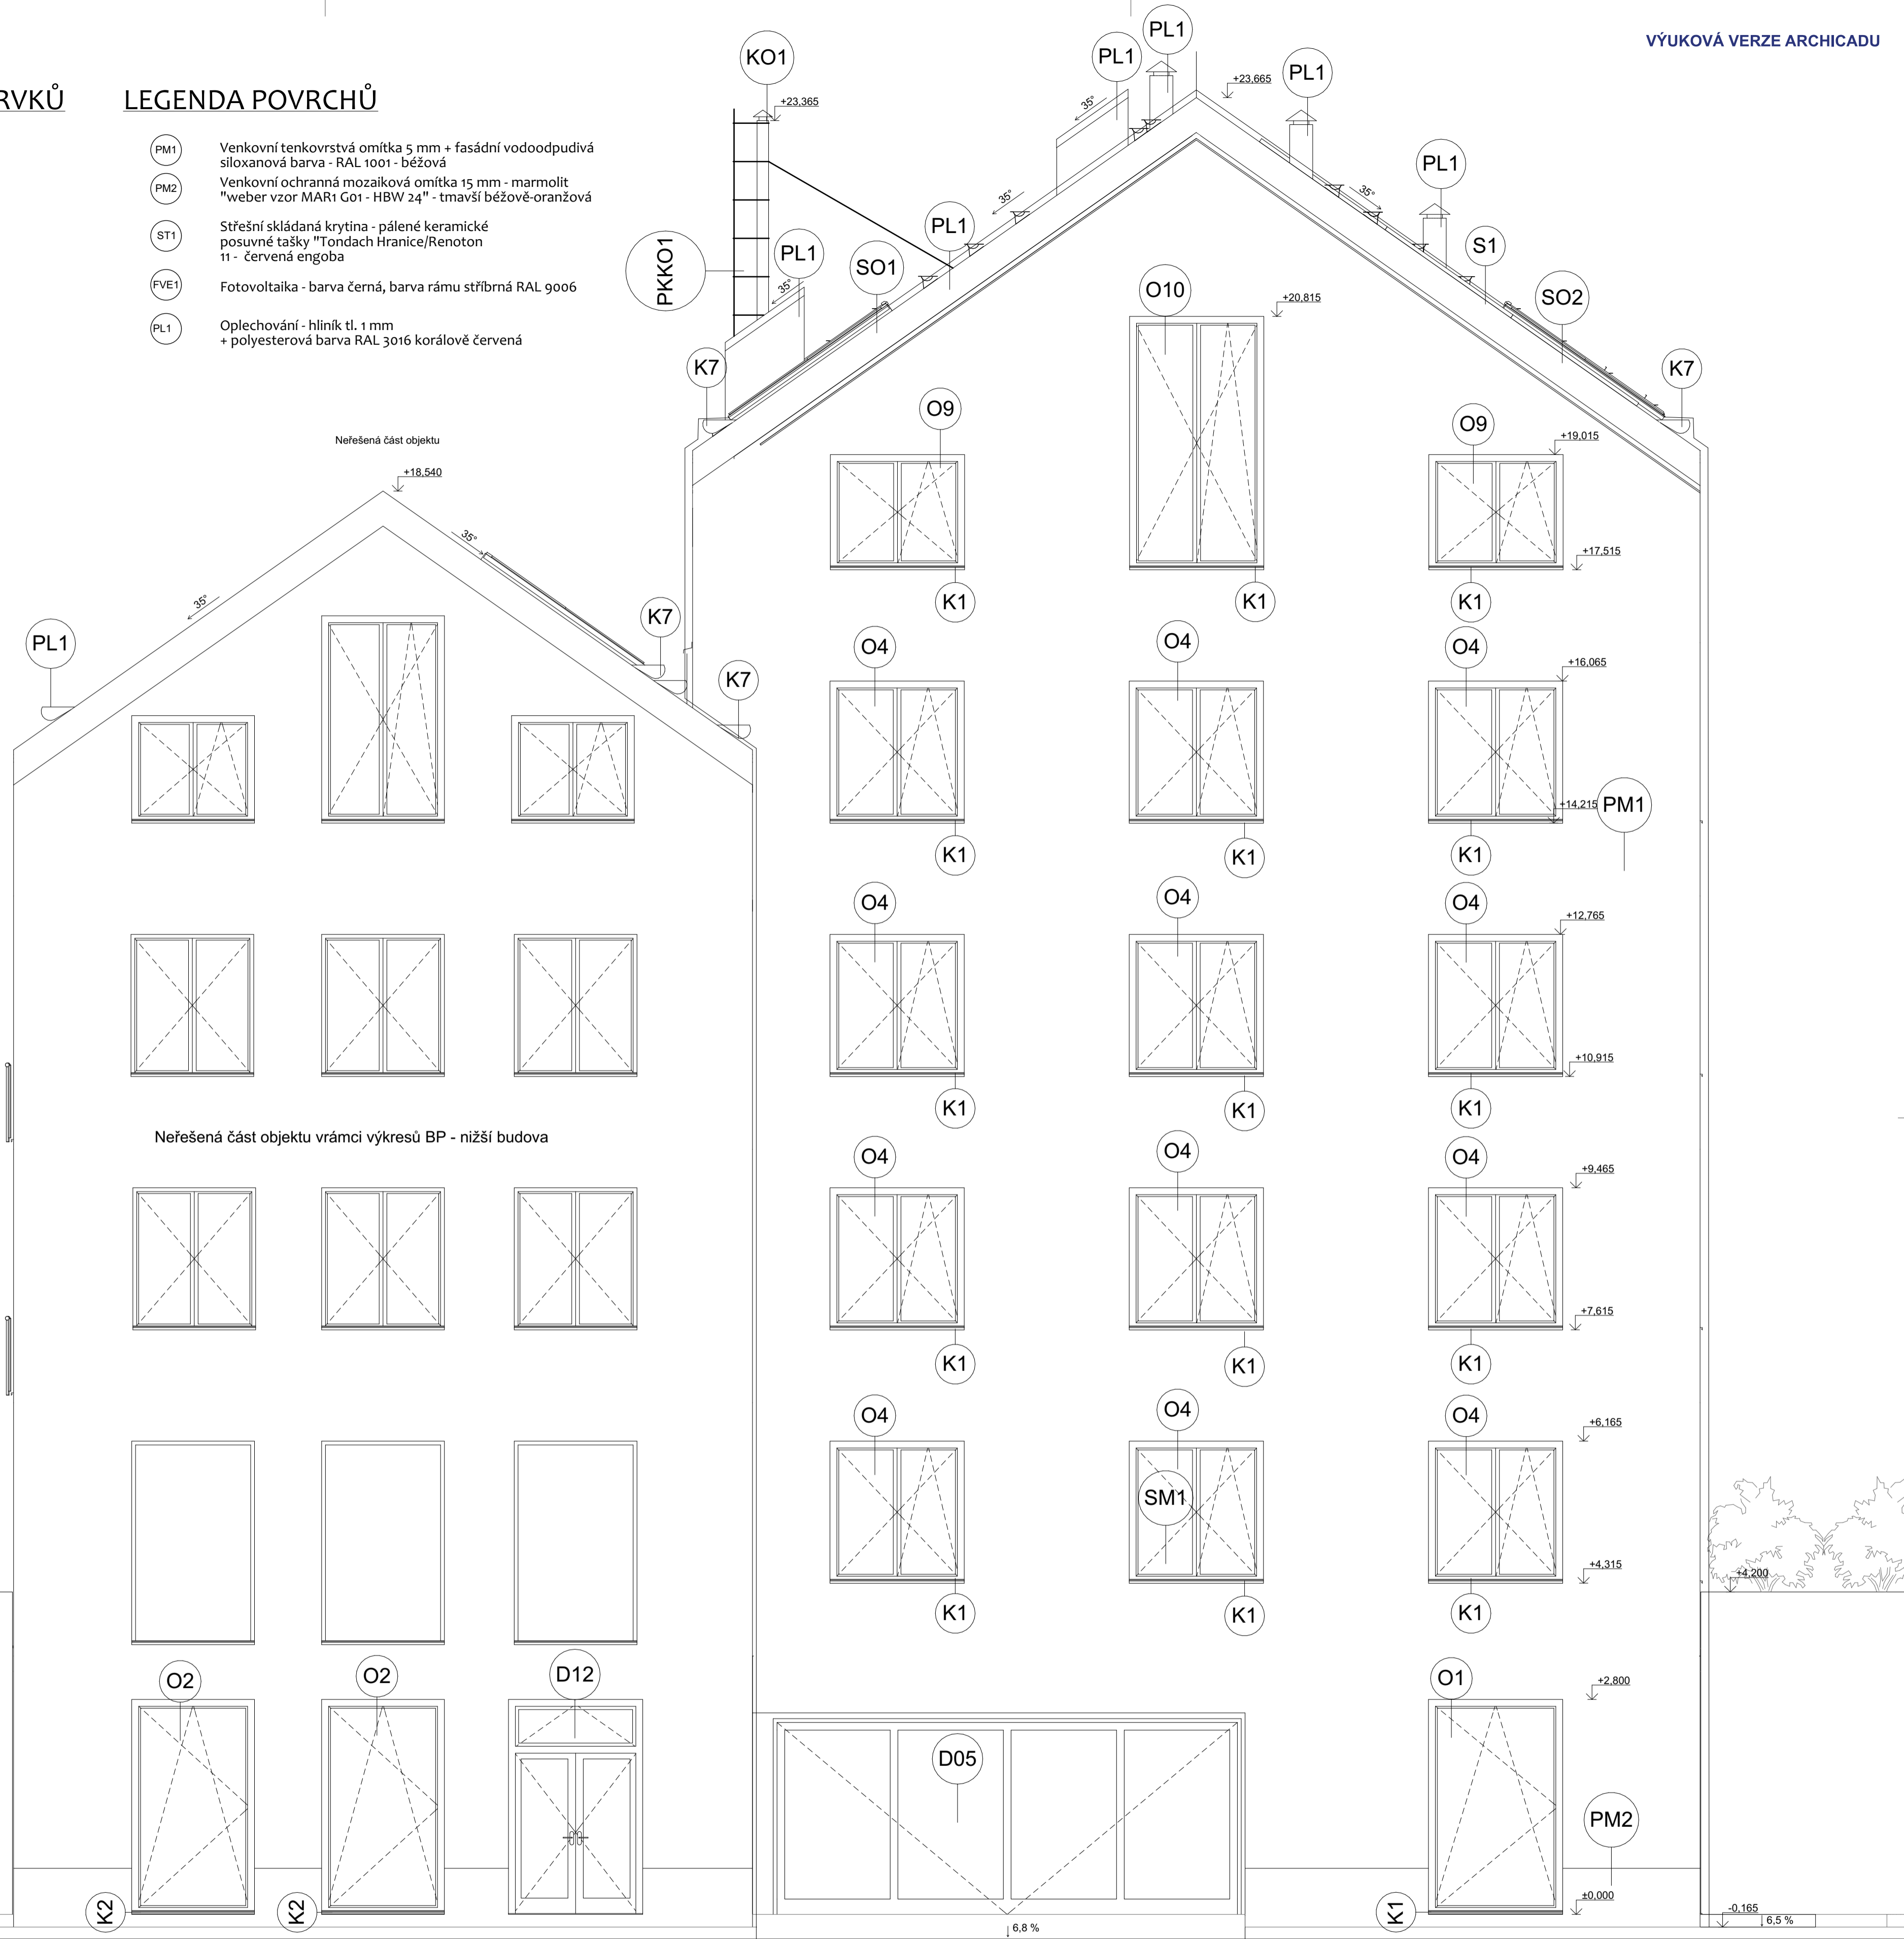 VÝUKOVÁ VERZE ARCHICADU
RVKŮ
LEGENDA POVRCHŮ
PM1
Venkovní tenkovrstvá omítka 5 mm + fasádní vodoodpudivá
siloxanová barva - RAL 1001 - béžová
PM2
Venkovní ochranná mozaiková omítka 15 mm - marmolit
"weber vzor MAR1 G01 - HBW 24" - tmavší béžově-oranžová
ST1
Střešní skládaná krytina - pálené keramické
posuvné tašky "Tondach Hranice/Renoton
11 - červená engoba
FVE1
Fotovoltaika - barva černá, barva rámu stříbrná RAL 9006
PL1
Oplechování - hliník tl. 1 mm
+ polyesterová barva RAL 3016 korálově červená
KO1
+23,365
PL1
PL1
+23,665
PL1
35°
PL1
35°
35°
PL1
S1
PKKO1
PL1
SO1
35°
O10
+20,815
SO2
K7
K7
O9
O9
+19,015
Neřešená část objektu
+18,540
35°
+17,515
K1
K1
K1
35°
PL1
K7
K7
O4
O4
O4
+16,065
+14,215
PM1
K1
K1
K1
O4
O4
O4
+12,765
+10,915
K1
K1
K1
Neřešená část objektu vrámci výkresů BP - nižší budova
O4
O4
O4
+9,465
+7,615
K1
K1
K1
O4
O4
O4
+6,165
SM1
+4,315
+4,200
K1
K1
K1
O2
O2
D12
O1
+2,800
D05
PM2
K2
K2
K1
±0,000
-0,165
6,8 %
6,5 %